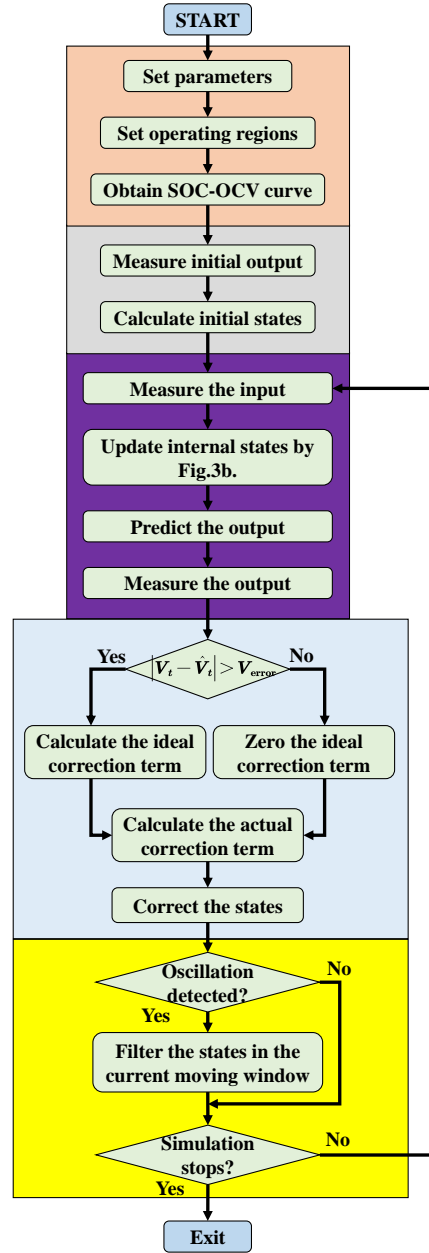 START
Set parameters
Set operating regions
Obtain SOC-OCV curve
Measure initial output
Calculate initial states
Measure the input
Update internal states by
Fig.3b.
Predict the output
Measure the output
Yes
|V_t − V̂_t| > V_error
No
Calculate the ideal
correction term
Zero the ideal
correction term
Calculate the actual
correction term
Correct the states
Oscillation
detected?
No
Yes
Filter the states in the
current moving window
Simulation
stops?
No
Yes
Exit